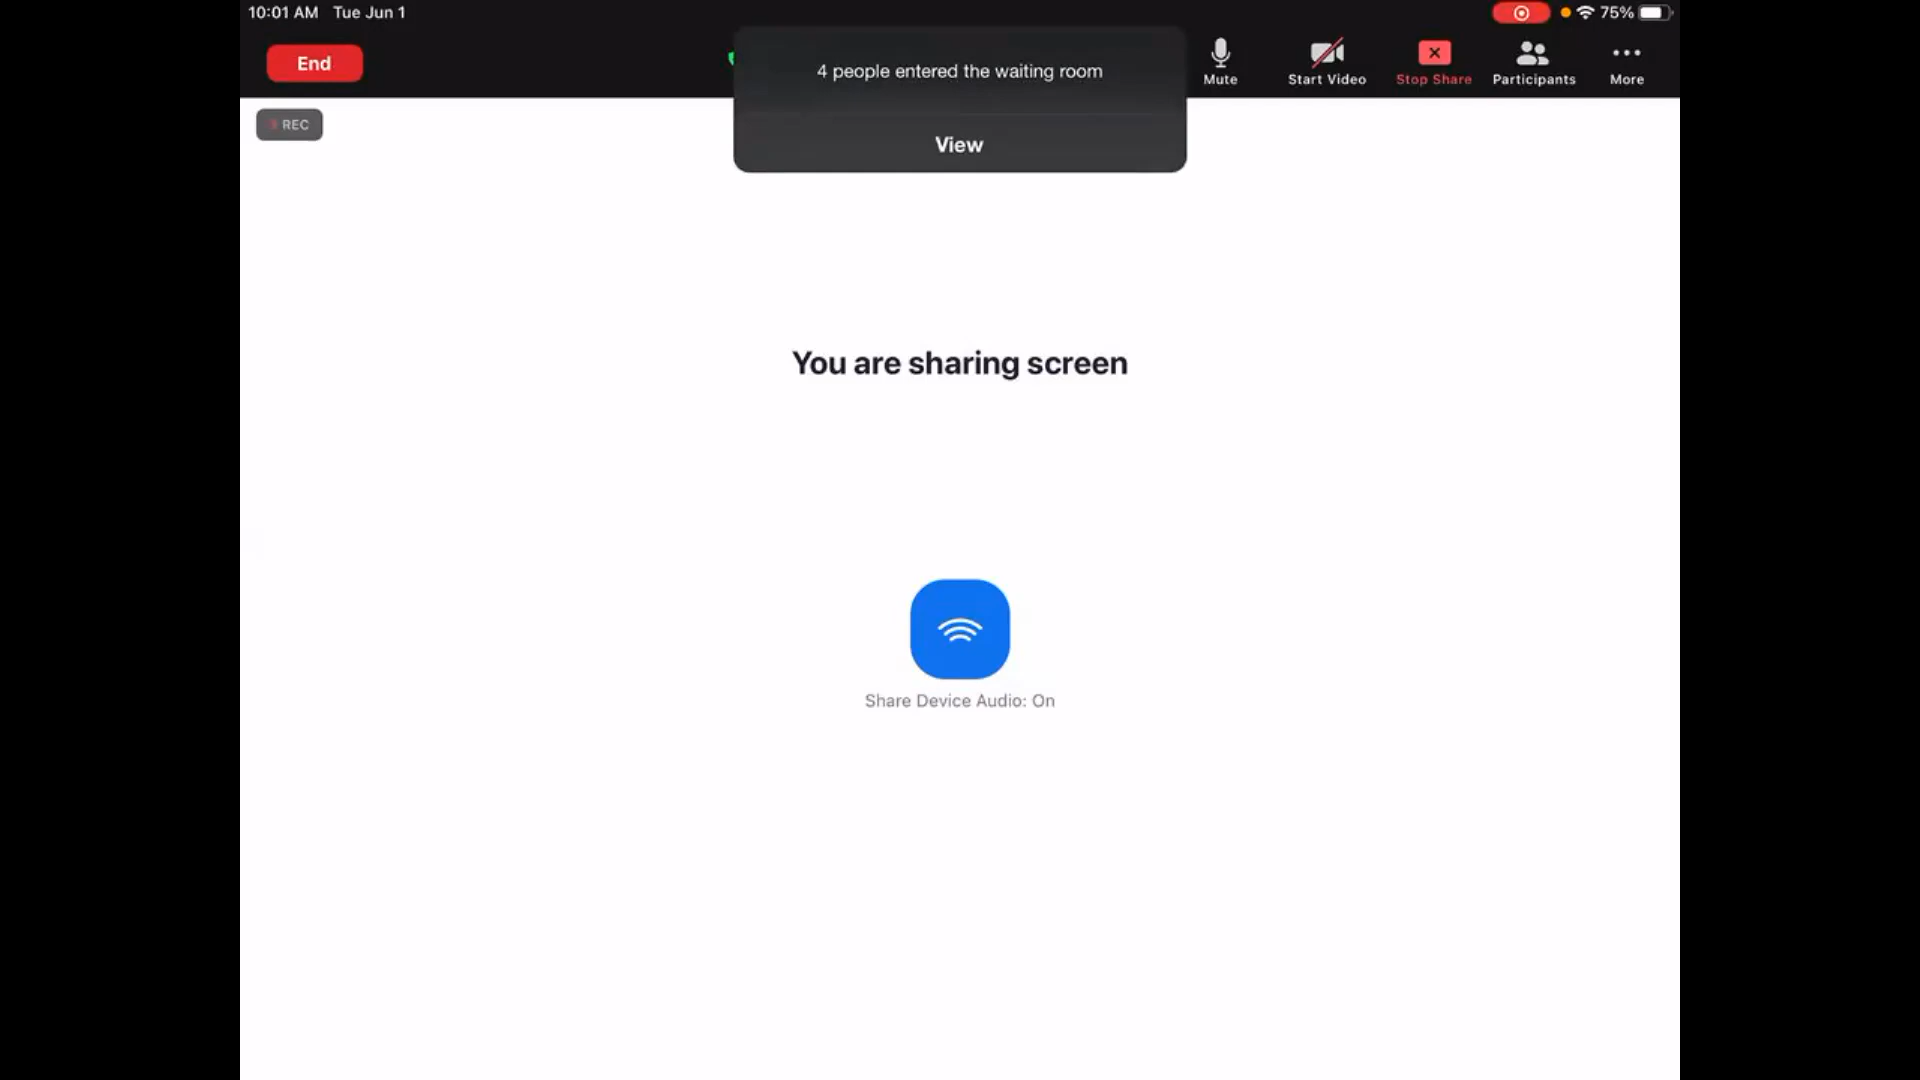 10:01 AM Tue Jun 1
75%
End
4 people entered the waiting room
View
Mute
Start Video
Stop Share
Participants
More
REC
You are sharing screen
Share Device Audio: On